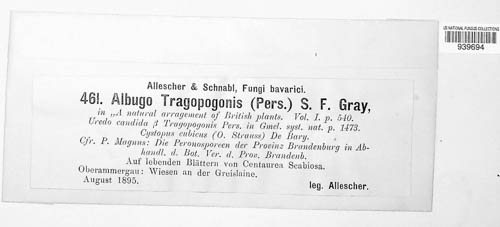 US NATIONAL FUNGUS COLLECTIONS
939694
Allescher & Schnabl, Fungi bavarici.
461. Albugo Tragopogonis (Pers.) S. F. Gray,
in „A natural arragement of British plants. Vol. I. p. 540.
Uredo candida β Tragopogonis Pers. in Gmel. syst. nat. p. 1473.
Cystopus cubicus (O. Strauss) De Bary.
Cfr. P. Magnus: Die Peronosporeen der Provinz Brandenburg in Ab-
handl. d. Bot. Ver. d. Prov. Brandenb.
Auf lebenden Blättern von Centaurea Scabiosa.
Oberammergau: Wiesen an der Greislaine.
August 1895.
leg. Allescher.